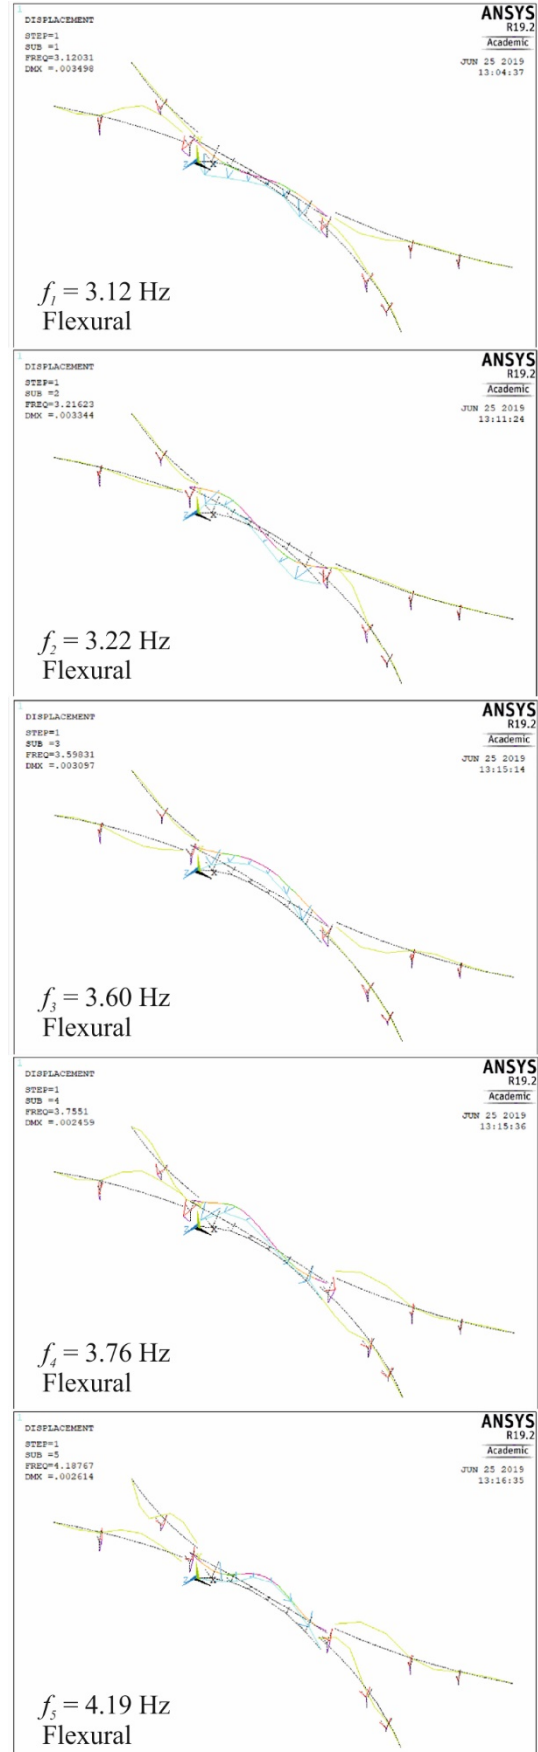 1
DISPLACEMENT
STEP=1
SUB =1
FREQ=3.12031
DMX =.003498
ANSYS
R19.2
Academic
JUN 25 2019
13:04:37
Z X
f1 = 3.12 Hz
Flexural
1
DISPLACEMENT
STEP=1
SUB =2
FREQ=3.21623
DMX =.003344
ANSYS
R19.2
Academic
JUN 25 2019
13:11:24
Z X
f2 = 3.22 Hz
Flexural
1
DISPLACEMENT
STEP=1
SUB =3
FREQ=3.59831
DMX =.003097
ANSYS
R19.2
Academic
JUN 25 2019
13:15:14
Z X
f3 = 3.60 Hz
Flexural
1
DISPLACEMENT
STEP=1
SUB =4
FREQ=3.7551
DMX =.002459
ANSYS
R19.2
Academic
JUN 25 2019
13:15:36
Z X
f4 = 3.76 Hz
Flexural
1
DISPLACEMENT
STEP=1
SUB =5
FREQ=4.18767
DMX =.002614
ANSYS
R19.2
Academic
JUN 25 2019
13:16:35
Z X
f5 = 4.19 Hz
Flexural